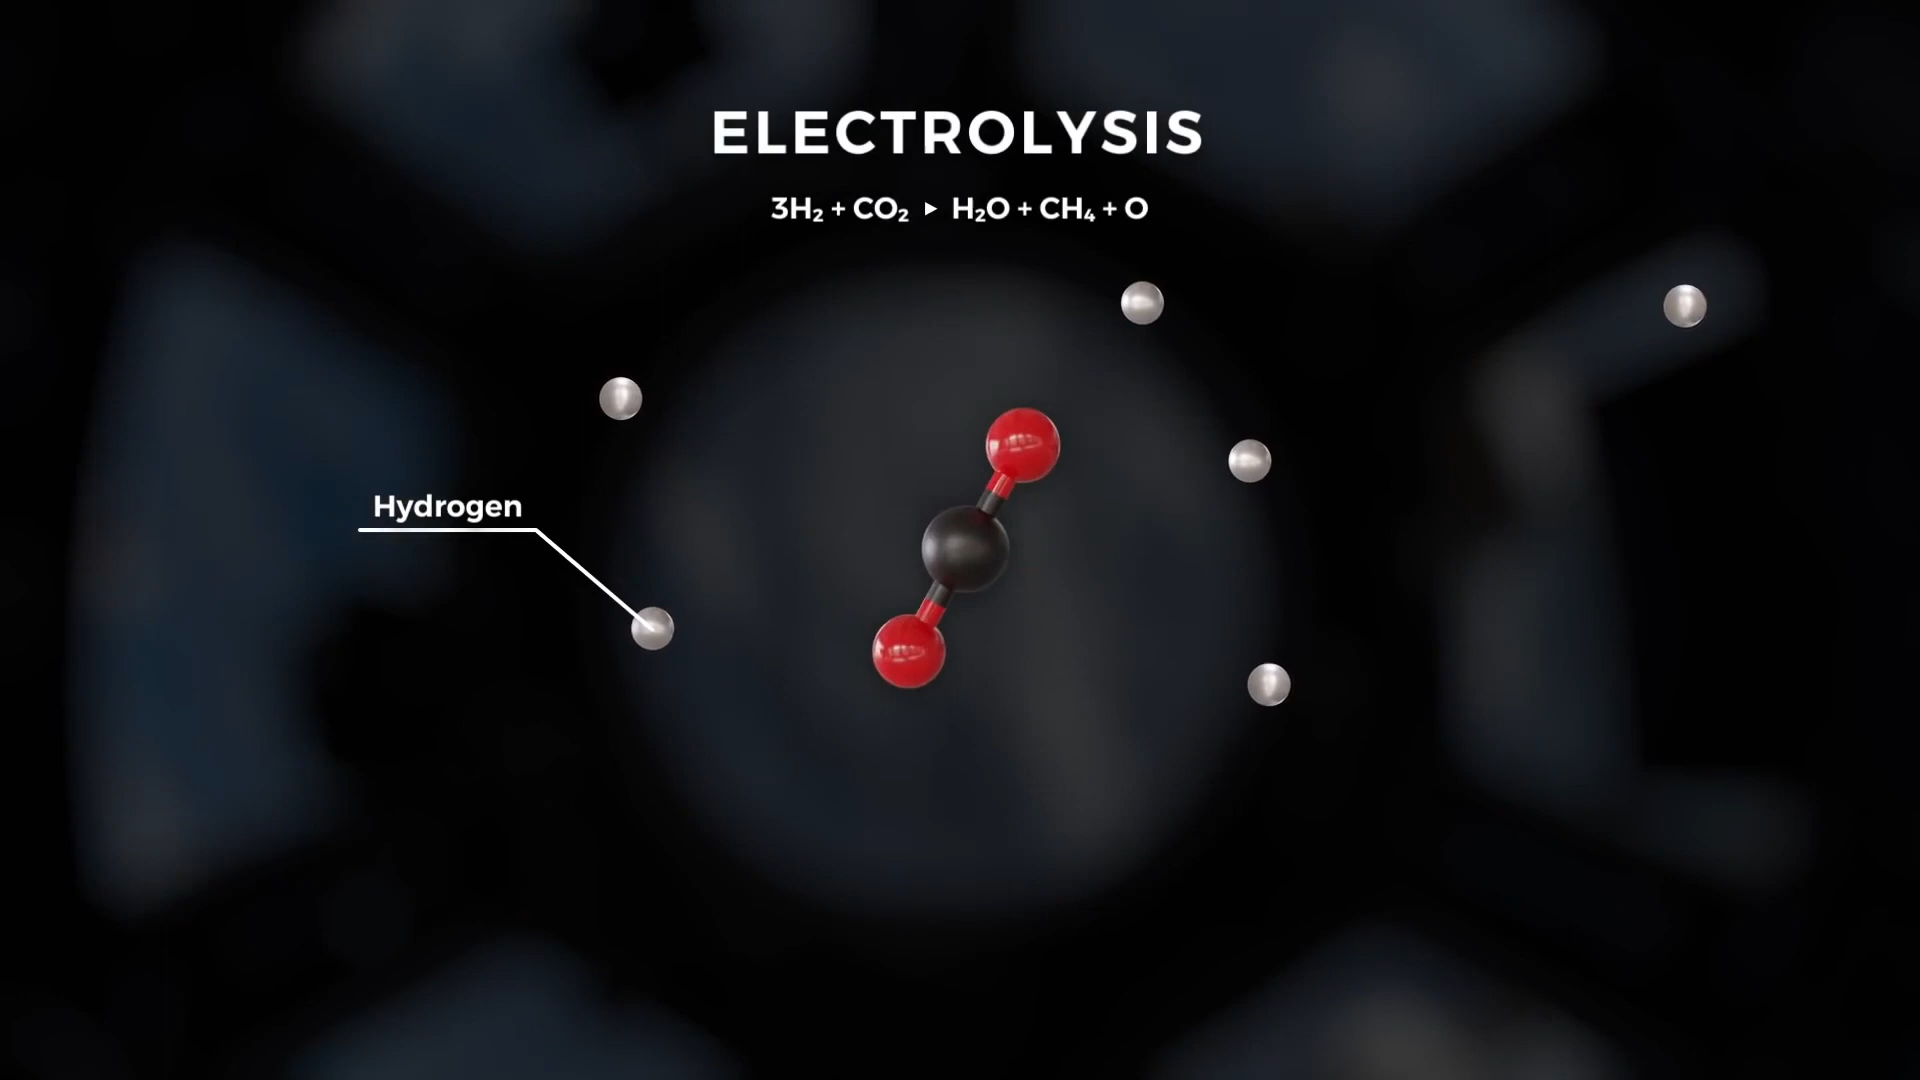 ELECTROLYSIS
3H₂ + CO₂ ▸ H₂O + CH₄ + O
Hydrogen